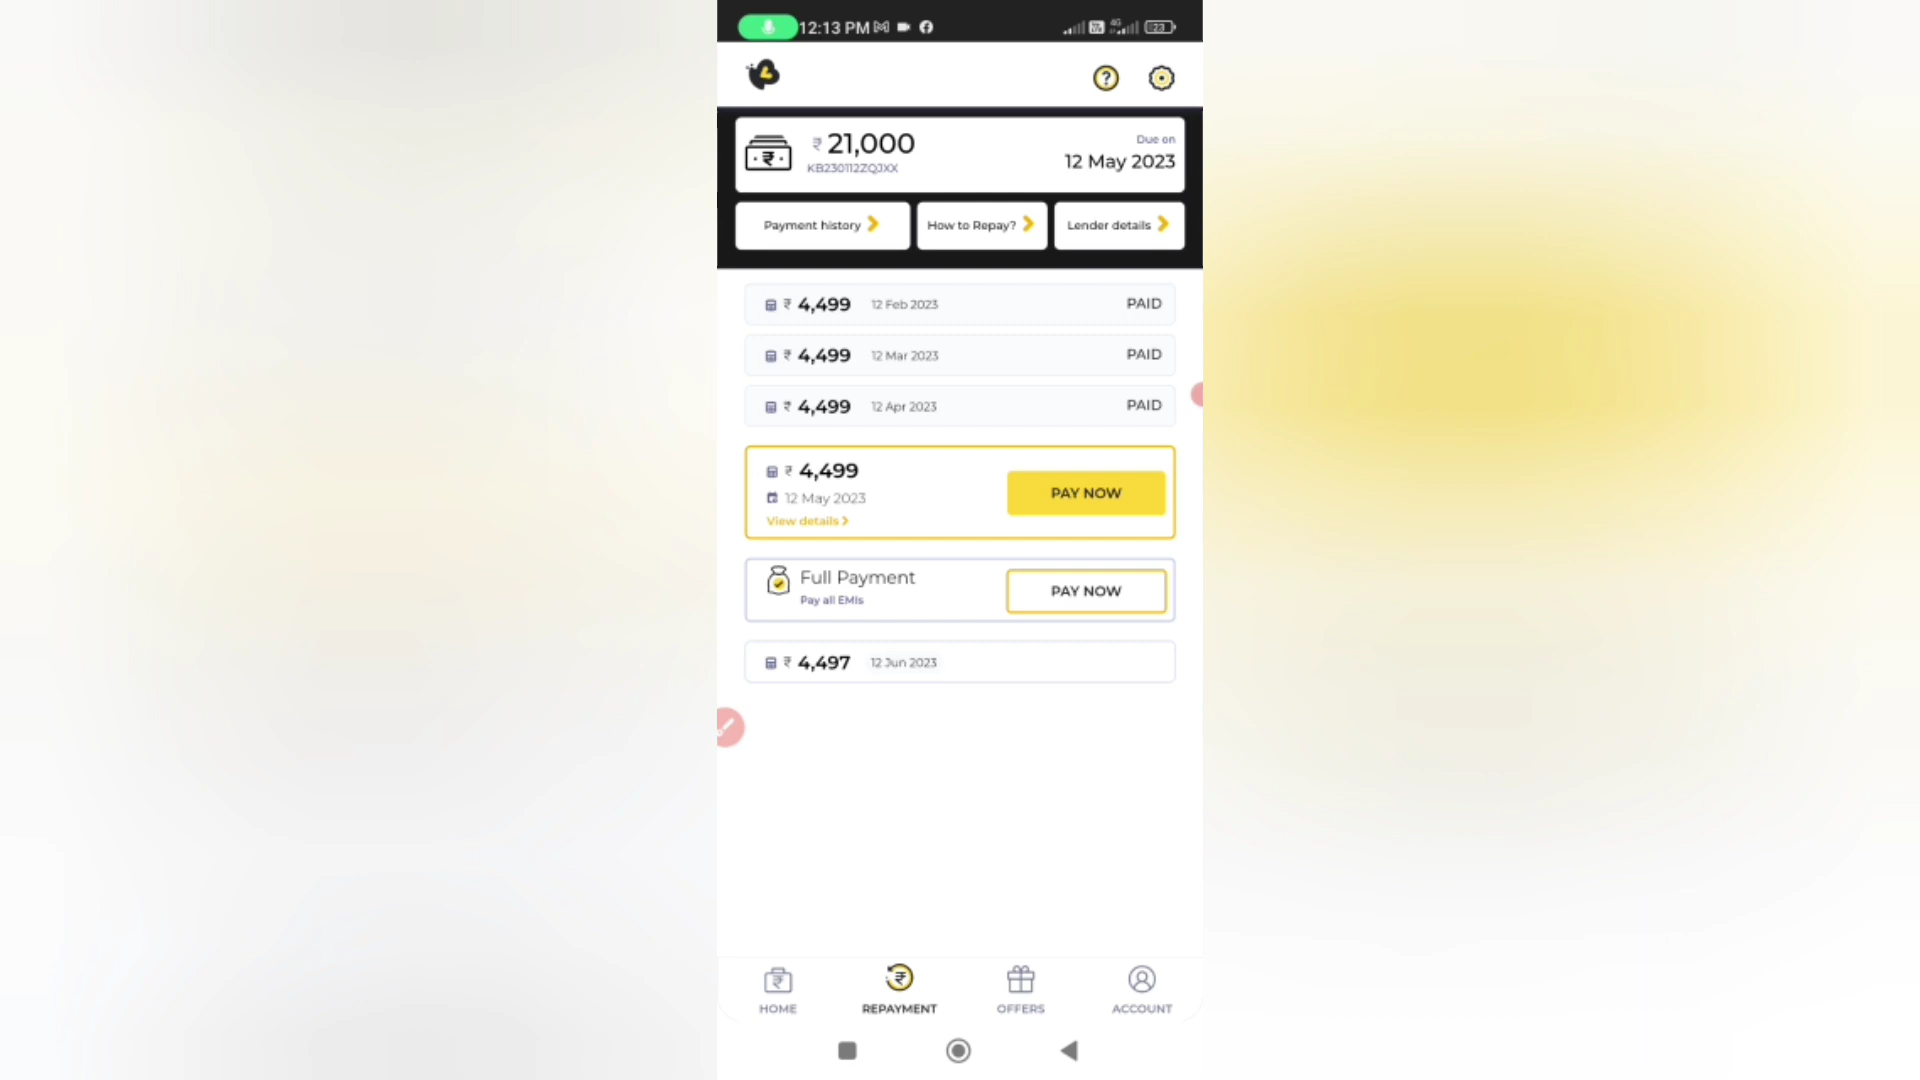 12:13 PM
4G
23
₹ 21,000
KB230112ZQJXX
Due on
12 May 2023
Payment history
How to Repay?
Lender details
₹ 4,499 12 Feb 2023 PAID
₹ 4,499 12 Mar 2023 PAID
₹ 4,499 12 Apr 2023 PAID
₹ 4,499
12 May 2023
View details
PAY NOW
Full Payment
Pay all EMIs
PAY NOW
₹ 4,497 12 Jun 2023
HOME
REPAYMENT
OFFERS
ACCOUNT